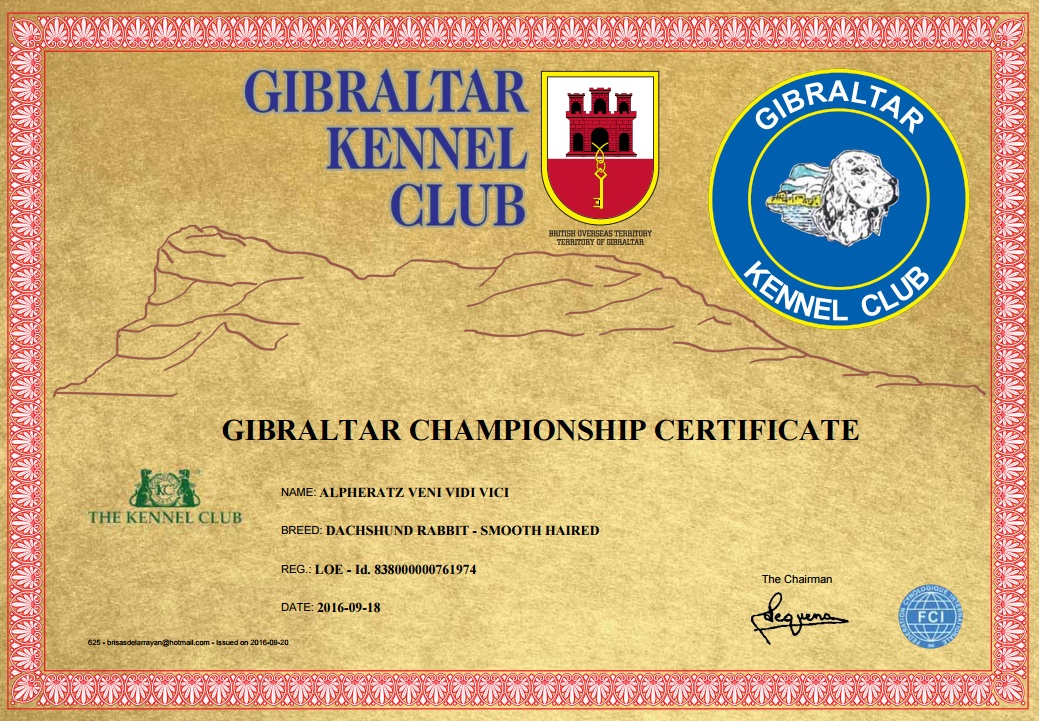 GIBRALTAR
KENNEL
CLUB
BRITISH OVERSEAS TERRITORY
TERRITORY OF GIBRALTAR
GIBRALTAR
KENNEL CLUB
GIBRALTAR CHAMPIONSHIP CERTIFICATE
KC
THE KENNEL CLUB
NAME: ALPHERATZ VENI VIDI VICI
BREED: DACHSHUND RABBIT - SMOOTH HAIRED
REG.: LOE - Id. 838000000761974
DATE: 2016-09-18
The Chairman
Sequena
FEDERATION CYNOLOGIQUE INTERNATIONALE
FCI
625 - brisasdelarrayan@hotmail.com - Issued on 2016-09-20